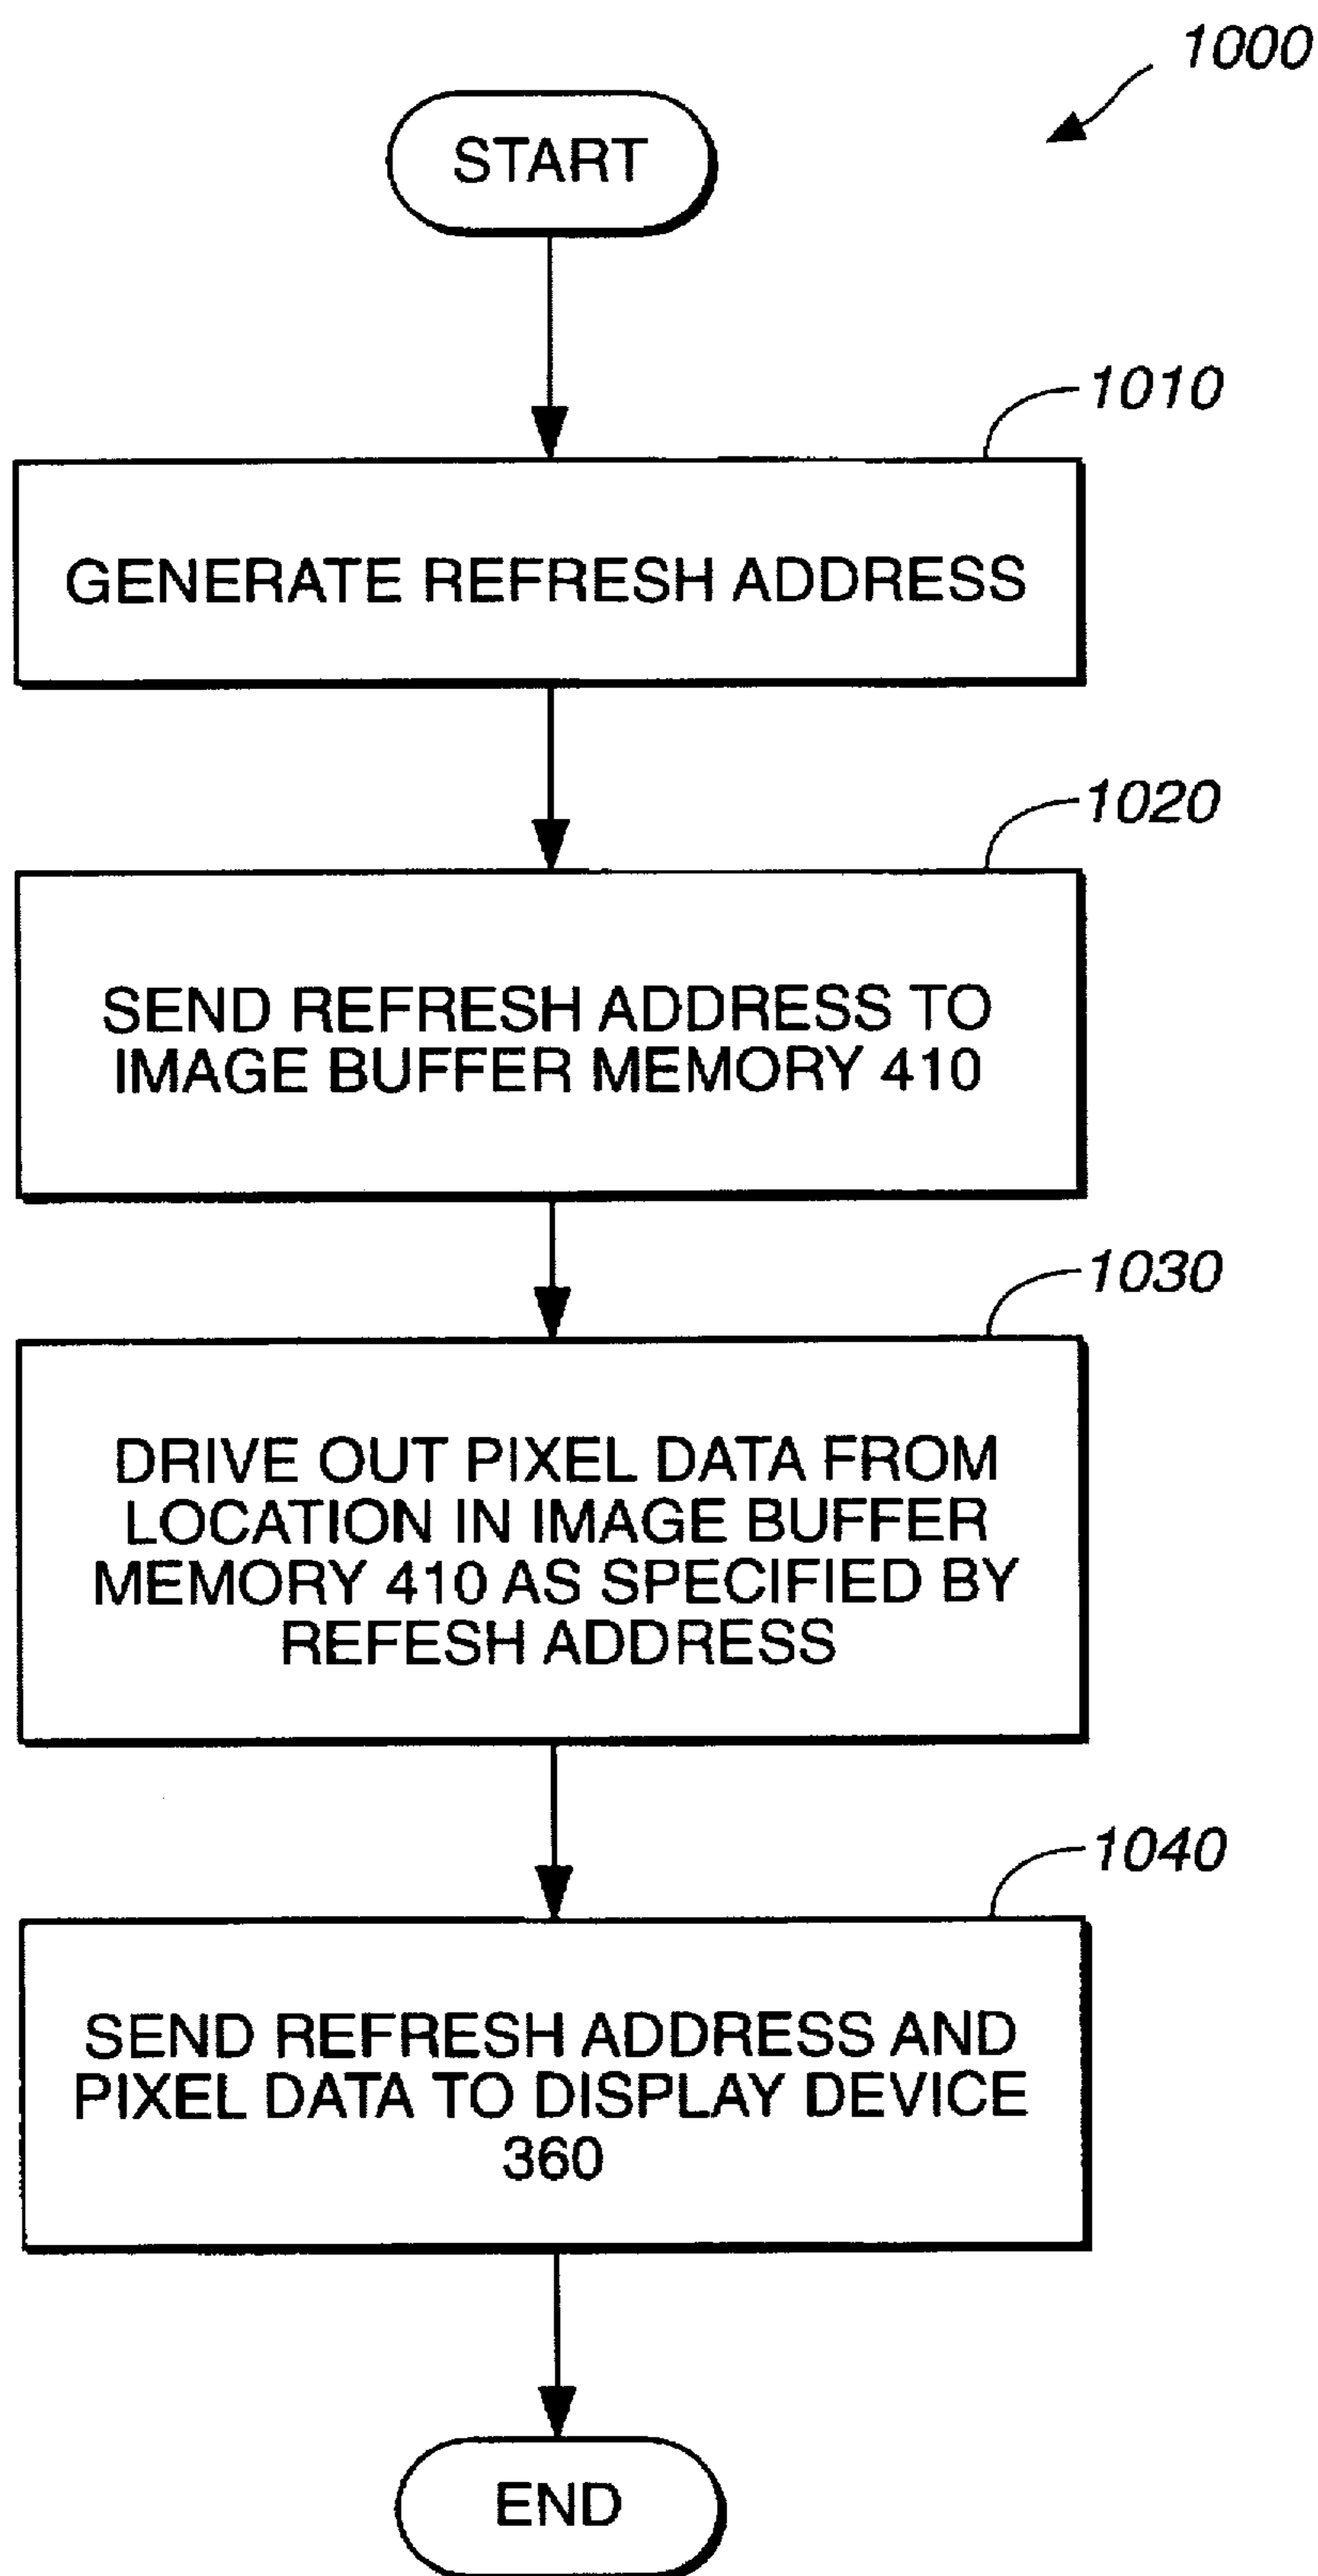 1000
START
1010
GENERATE REFRESH ADDRESS
1020
SEND REFRESH ADDRESS TO
IMAGE BUFFER MEMORY 410
1030
DRIVE OUT PIXEL DATA FROM
LOCATION IN IMAGE BUFFER
MEMORY 410 AS SPECIFIED BY
REFESH ADDRESS
1040
SEND REFRESH ADDRESS AND
PIXEL DATA TO DISPLAY DEVICE
360
END